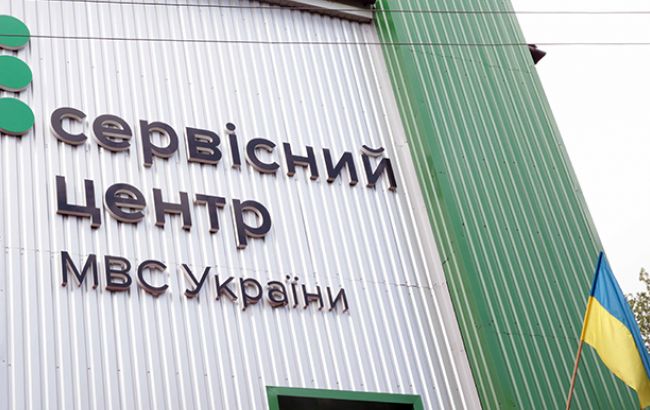 сервісний
центр
МВС України